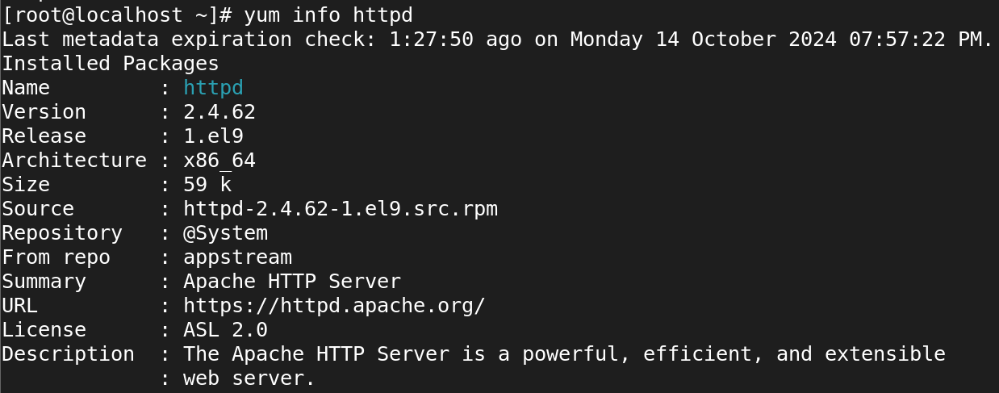 [root@localhost ~]# yum info httpd
Last metadata expiration check: 1:27:50 ago on Monday 14 October 2024 07:57:22 PM.
Installed Packages
Name         : httpd
Version      : 2.4.62
Release      : 1.el9
Architecture : x86_64
Size         : 59 k
Source       : httpd-2.4.62-1.el9.src.rpm
Repository   : @System
From repo    : appstream
Summary      : Apache HTTP Server
URL          : https://httpd.apache.org/
License      : ASL 2.0
Description  : The Apache HTTP Server is a powerful, efficient, and extensible
             : web server.